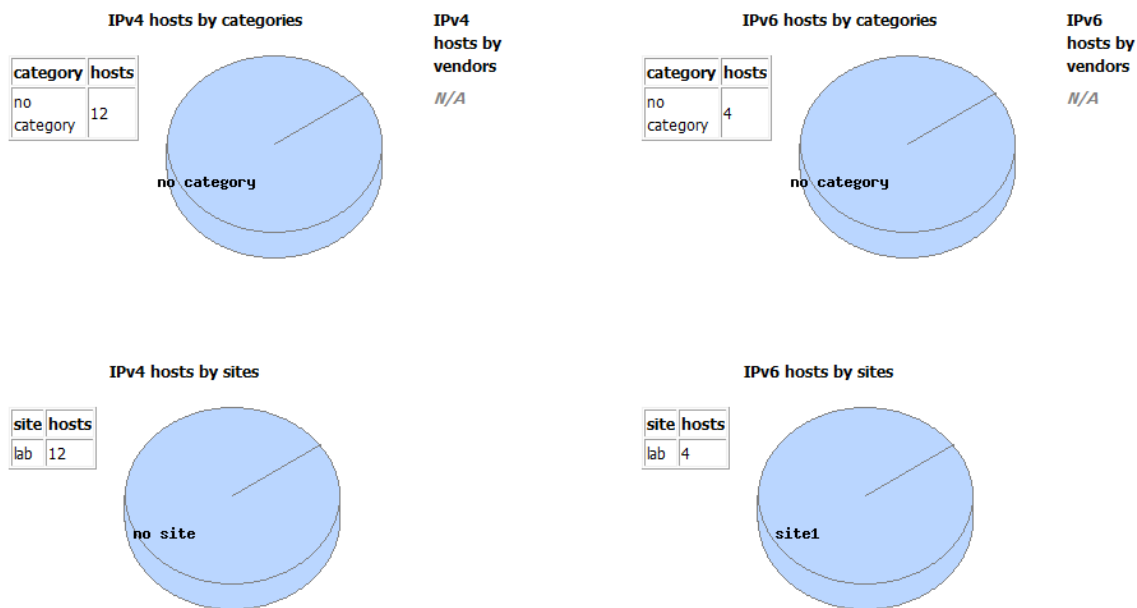 IPv4 hosts by categories
category hosts
no
category
12
no category
IPv4
hosts by
vendors
N/A
IPv6 hosts by categories
category hosts
no
category
4
no category
IPv6
hosts by
vendors
N/A
IPv4 hosts by sites
site hosts
lab 12
no site
IPv6 hosts by sites
site hosts
lab 4
site1